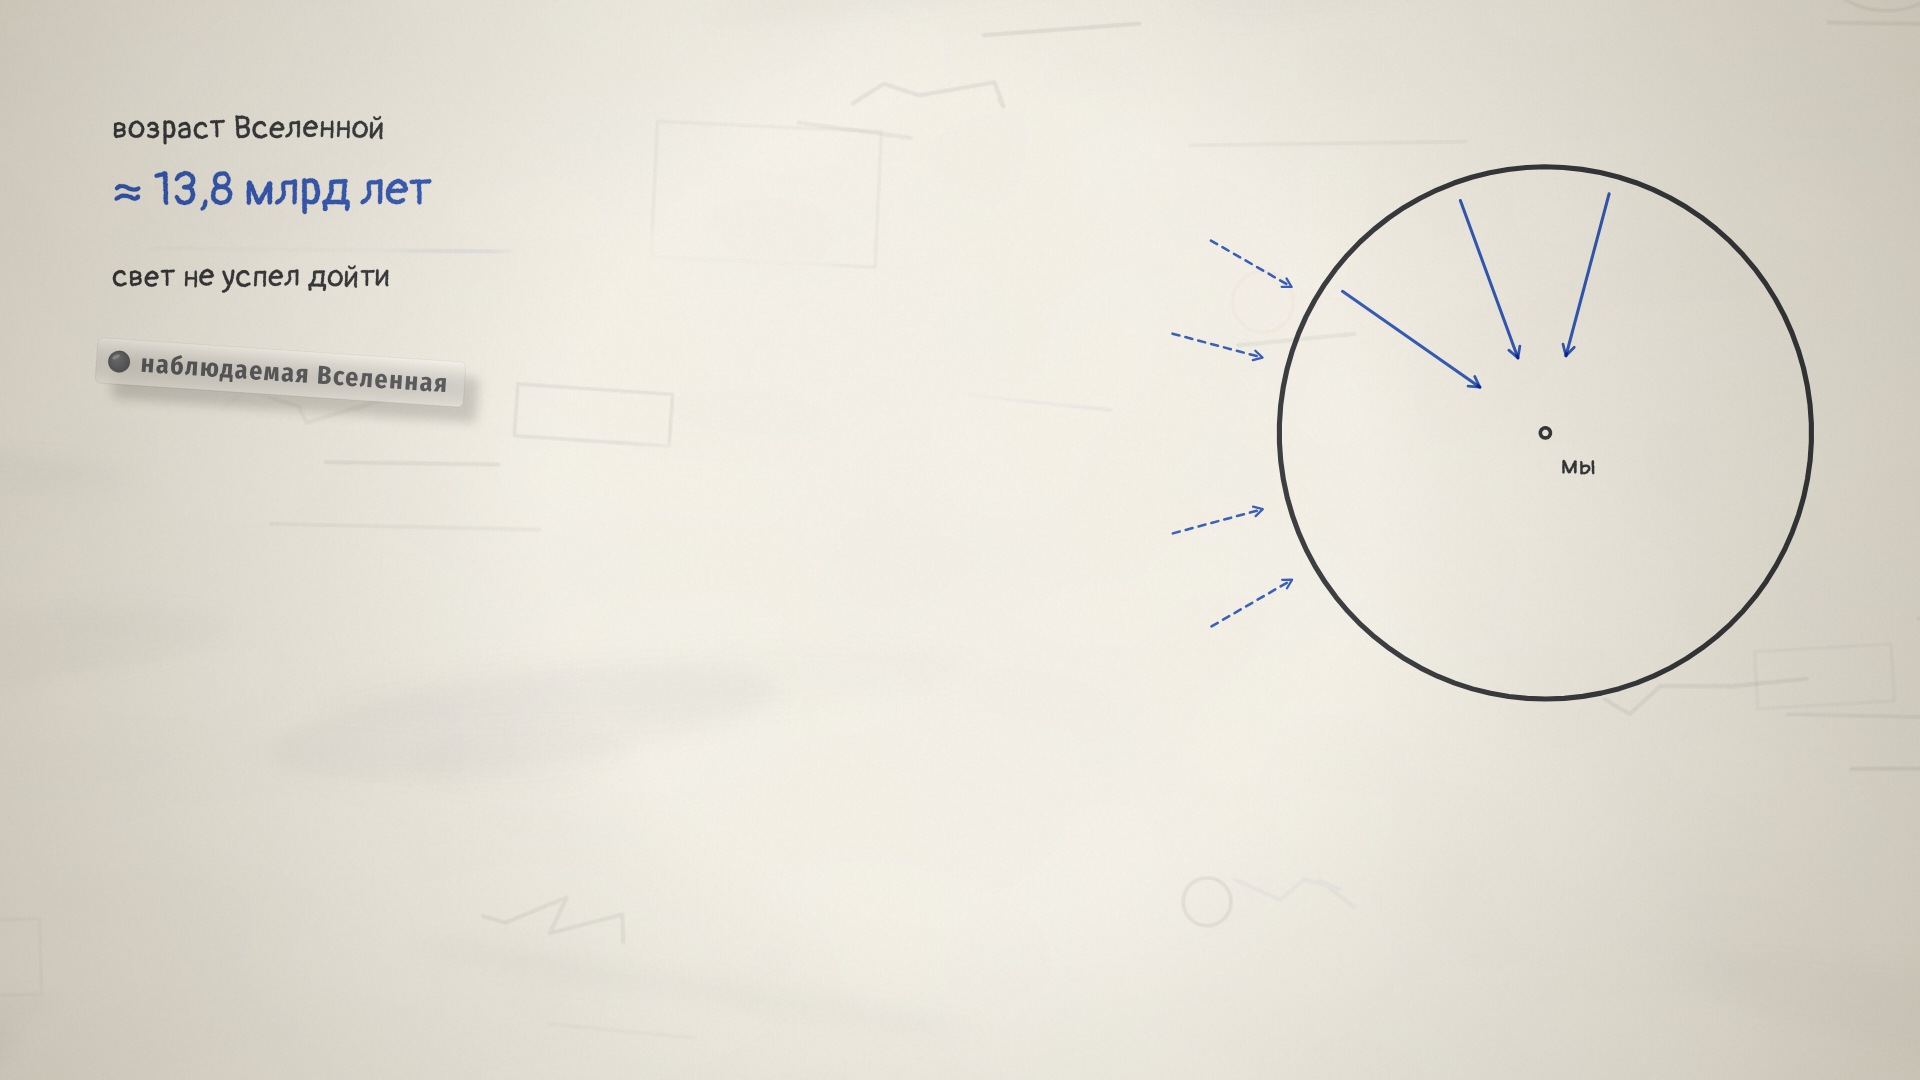 возраст Вселенной
≈ 13,8 млрд лет
свет не успел дойти
наблюдаемая Вселенная
мы